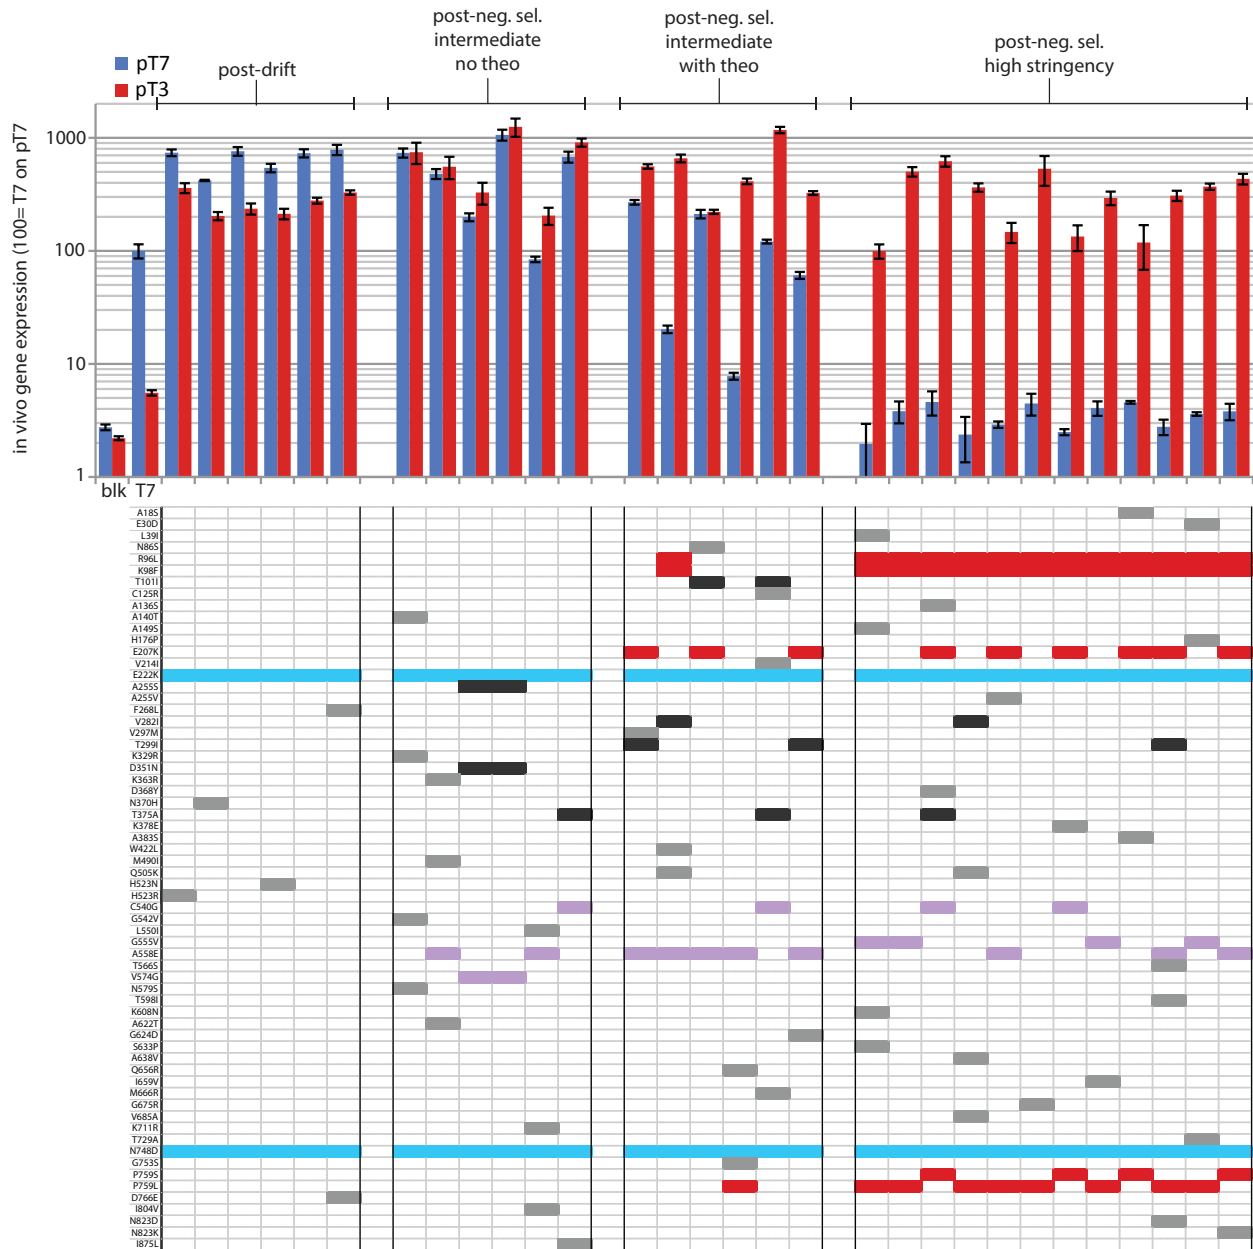 post-neg. sel.
intermediate
no theo
post-neg. sel.
intermediate
with theo
post-neg. sel.
high stringency
pT7
pT3
post-drift
in vivo gene expression (100= T7 on pT7)
1000
100
10
1
blk T7
A18S
E30D
L39I
N86S
R96L
K98F
T101I
C125R
A136S
A140T
A149S
H176P
E207K
V214I
E222K
A255S
A255V
F268L
V282I
V297M
T299I
K329R
D351N
K363R
D368Y
N370H
T375A
K378E
A383S
W422L
M490I
Q505K
H523N
H523R
C540G
G542V
L550I
G555V
A558E
T566S
V574G
N579S
T598I
K608N
A622T
G624D
S633P
A638V
Q656R
I659V
M666R
G675R
V685A
K711R
T729A
N748D
G753S
P759S
P759L
D766E
I804V
N823D
N823K
I875L